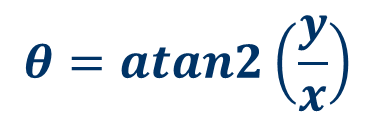 θ = atan2 (y/x)